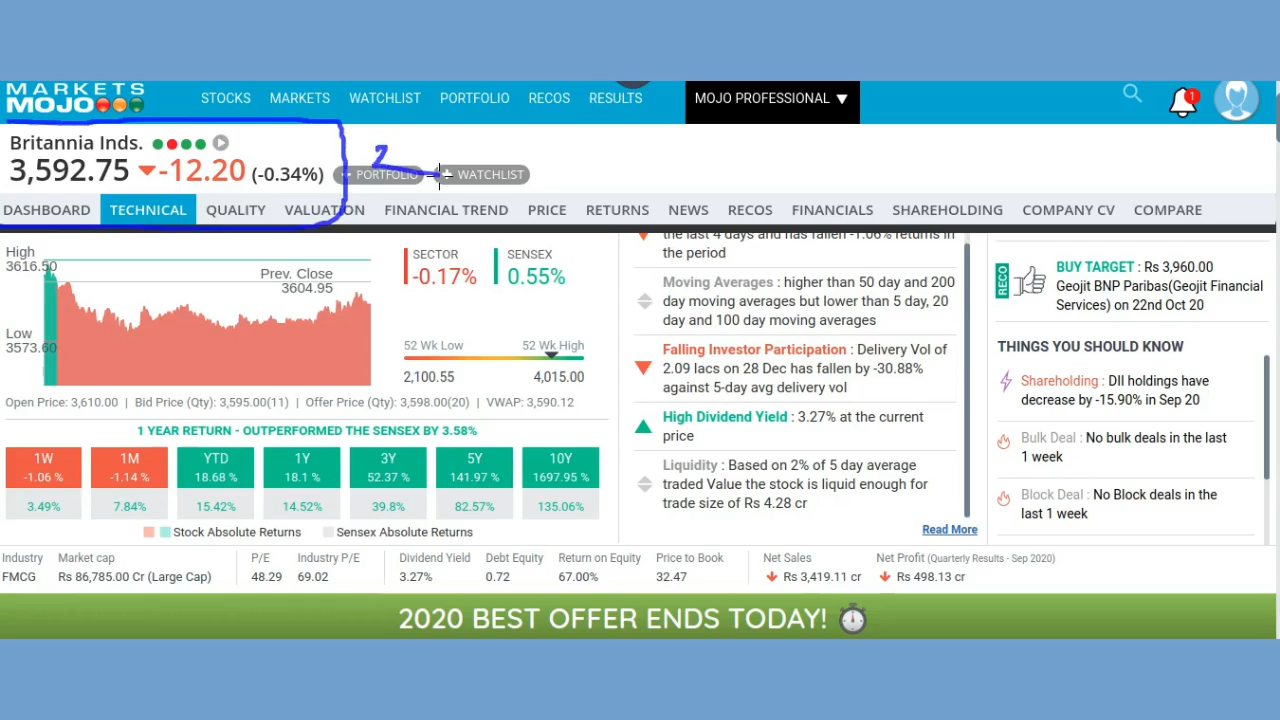 MARKETS
MOJO
STOCKS MARKETS WATCHLIST PORTFOLIO RECOS RESULTS MOJO PROFESSIONAL ▼ 1
Britannia Inds.
3,592.75 -12.20 (-0.34%) PORTFOLIO WATCHLIST
2
DASHBOARD TECHNICAL QUALITY VALUATION FINANCIAL TREND PRICE RETURNS NEWS RECOS FINANCIALS SHAREHOLDING COMPANY CV COMPARE
High
3616.50
Prev. Close
3604.95
Low
3573.60
SECTOR
-0.17%
SENSEX
0.55%
52 Wk Low 52 Wk High
2,100.55 4,015.00
Open Price: 3,610.00 | Bid Price (Qty): 3,595.00(11) | Offer Price (Qty): 3,598.00(20) | VWAP: 3,590.12
1 YEAR RETURN - OUTPERFORMED THE SENSEX BY 3.58%
1W 1M YTD 1Y 3Y 5Y 10Y
-1.06 % -1.14 % 18.68 % 18.1 % 52.37 % 141.97 % 1697.95 %
3.49% 7.84% 15.42% 14.52% 39.8% 82.57% 135.06%
Stock Absolute Returns Sensex Absolute Returns
the last 4 days and has fallen -1.06% returns in
the period
Moving Averages : higher than 50 day and 200
day moving averages but lower than 5 day, 20
day and 100 day moving averages
Falling Investor Participation : Delivery Vol of
2.09 lacs on 28 Dec has fallen by -30.88%
against 5-day avg delivery vol
High Dividend Yield : 3.27% at the current
price
Liquidity : Based on 2% of 5 day average
traded Value the stock is liquid enough for
trade size of Rs 4.28 cr
Read More
RECO
BUY TARGET : Rs 3,960.00
Geojit BNP Paribas(Geojit Financial
Services) on 22nd Oct 20
THINGS YOU SHOULD KNOW
Shareholding : DII holdings have
decrease by -15.90% in Sep 20
Bulk Deal : No bulk deals in the last
1 week
Block Deal : No Block deals in the
last 1 week
Industry Market cap P/E Industry P/E Dividend Yield Debt Equity Return on Equity Price to Book Net Sales Net Profit (Quarterly Results - Sep 2020)
FMCG Rs 86,785.00 Cr (Large Cap) 48.29 69.02 3.27% 0.72 67.00% 32.47 Rs 3,419.11 cr Rs 498.13 cr
2020 BEST OFFER ENDS TODAY!